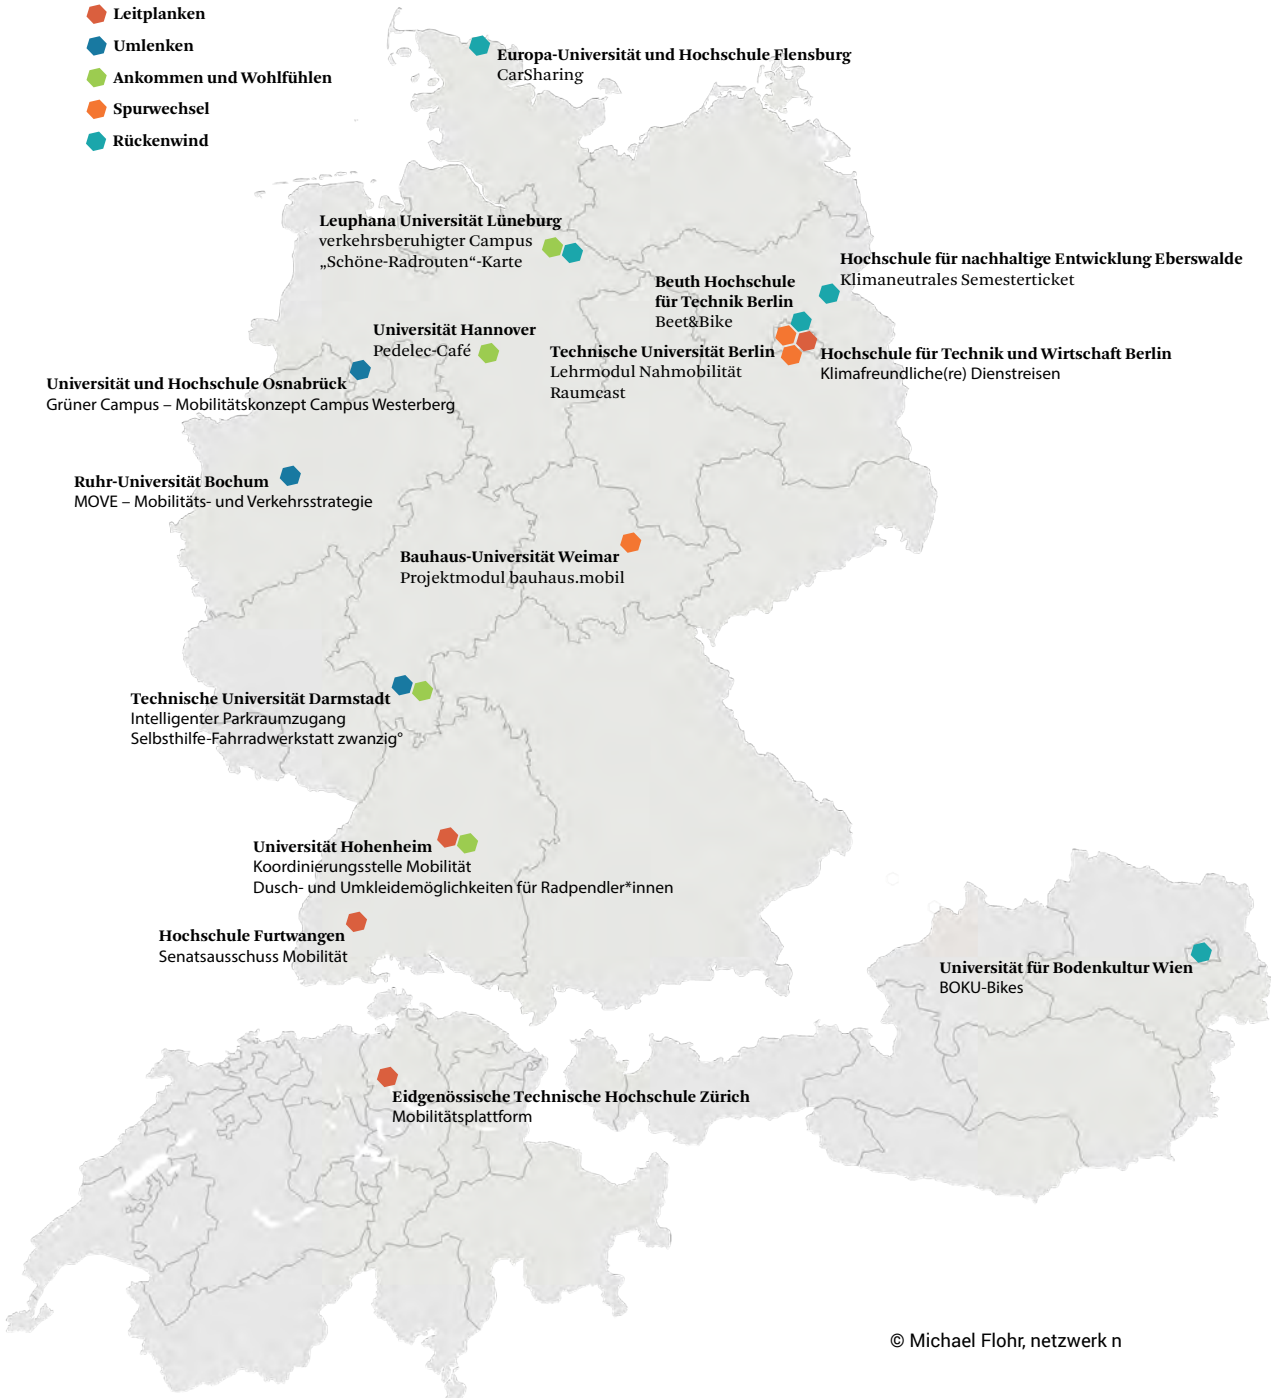 Leitplanken
Umlenken
Ankommen und Wohlfühlen
Spurwechsel
Rückenwind
Europa-Universität und Hochschule Flensburg
CarSharing
Leuphana Universität Lüneburg
verkehrsberuhigter Campus
„Schöne-Radrouten“-Karte
Hochschule für nachhaltige Entwicklung Eberswalde
Klimaneutrales Semesterticket
Beuth Hochschule
für Technik Berlin
Beet&Bike
Universität Hannover
Pedelec-Café
Technische Universität Berlin
Lehrmodul Nahmobilität
Raumcast
Hochschule für Technik und Wirtschaft Berlin
Klimafreundliche(re) Dienstreisen
Universität und Hochschule Osnabrück
Grüner Campus – Mobilitätskonzept Campus Westerberg
Ruhr-Universität Bochum
MOVE – Mobilitäts- und Verkehrsstrategie
Bauhaus-Universität Weimar
Projektmodul bauhaus.mobil
Technische Universität Darmstadt
Intelligenter Parkraumzugang
Selbsthilfe-Fahrradwerkstatt zwanzig°
Universität Hohenheim
Koordinierungsstelle Mobilität
Dusch- und Umkleidemöglichkeiten für Radpendler*innen
Hochschule Furtwangen
Senatsausschuss Mobilität
Universität für Bodenkultur Wien
BOKU-Bikes
Eidgenössische Technische Hochschule Zürich
Mobilitätsplattform
© Michael Flohr, netzwerk n